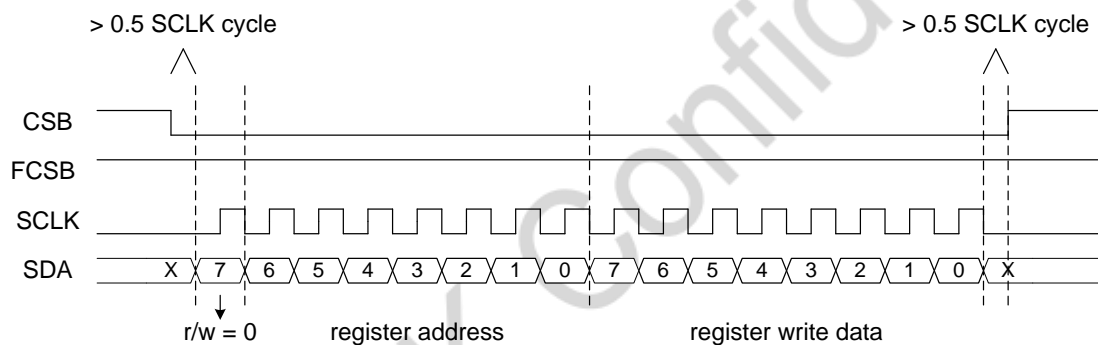 > 0.5 SCLK cycle > 0.5 SCLK cycle
CSB
FCSB
SCLK
SDA X 7 6 5 4 3 2 1 0 7 6 5 4 3 2 1 0 X
r/w = 0 register address register write data